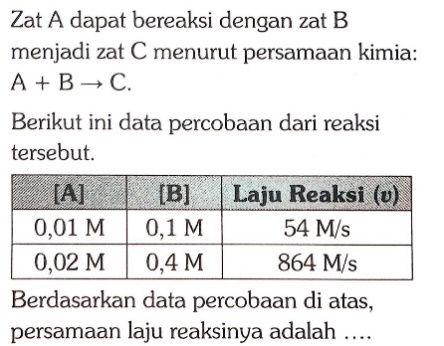 Zat A dapat bereaksi dengan zat B
menjadi zat C menurut persamaan kimia:
A + B → C.
Berikut ini data percobaan dari reaksi
tersebut.
[A] [B] Laju Reaksi (v)
0,01 M 0,1 M 54 M/s
0,02 M 0,4 M 864 M/s
Berdasarkan data percobaan di atas,
persamaan laju reaksinya adalah ....